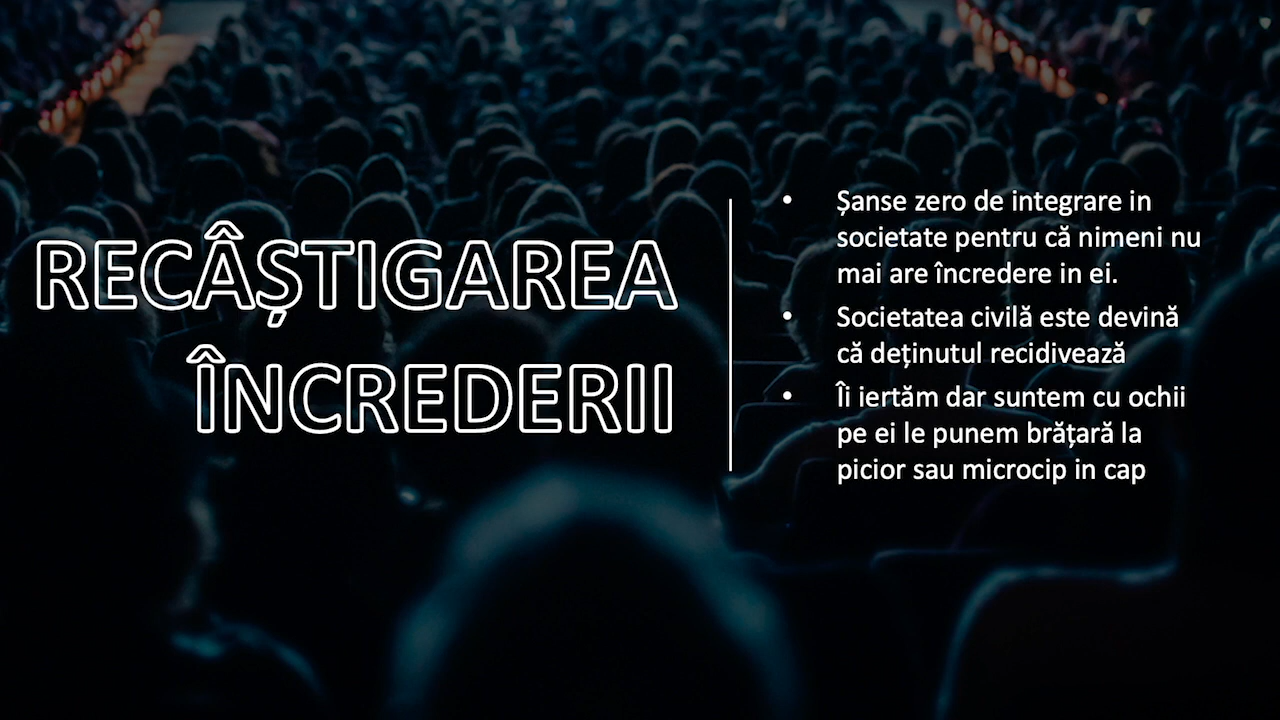 RECÂȘTIGAREA
ÎNCREDERII
• Șanse zero de integrare in
societate pentru că nimeni nu
mai are încredere in ei.
• Societatea civilă este devină
că deținutul recidivează
• Îi iertăm dar suntem cu ochii
pe ei le punem brățară la
picior sau microcip in cap